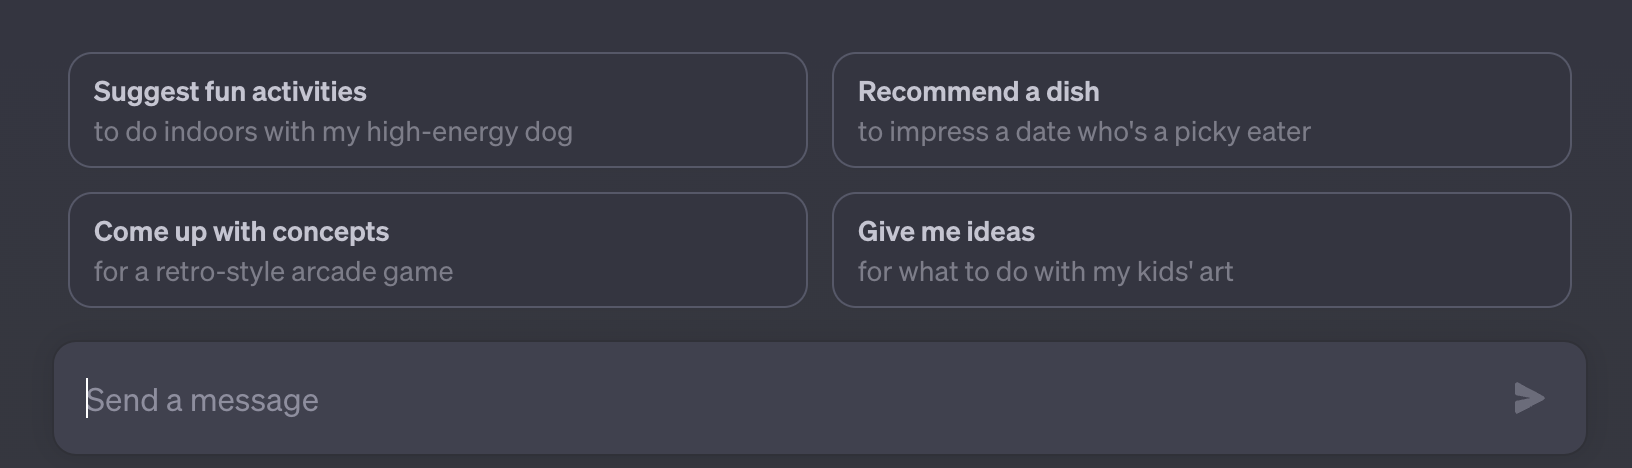 Suggest fun activities
to do indoors with my high-energy dog
Recommend a dish
to impress a date who's a picky eater
Come up with concepts
for a retro-style arcade game
Give me ideas
for what to do with my kids' art
Send a message